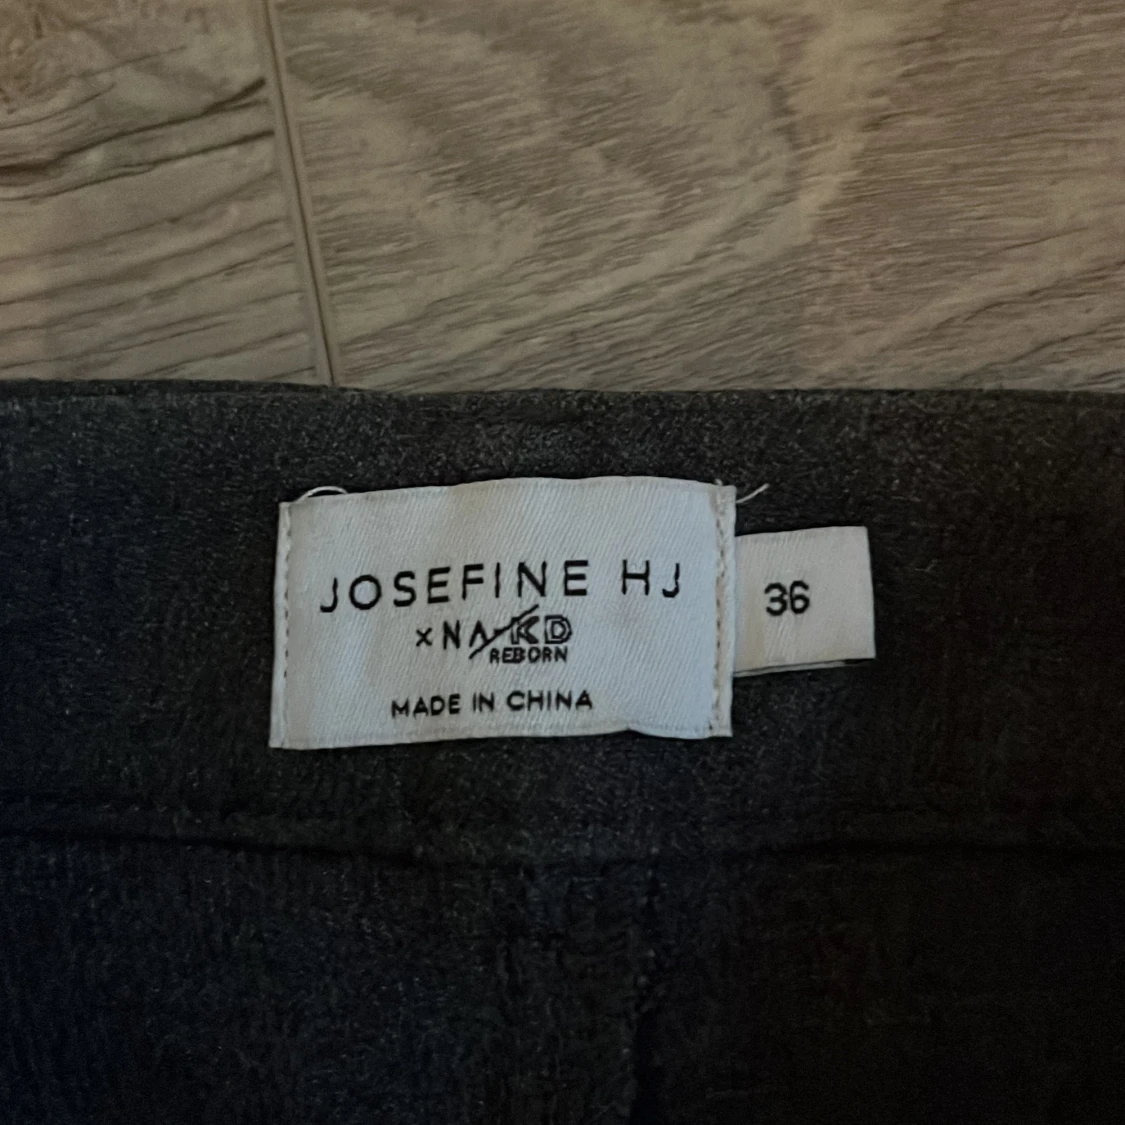 JOSEFINE HJ
× NA-KD
REBORN
MADE IN CHINA
36